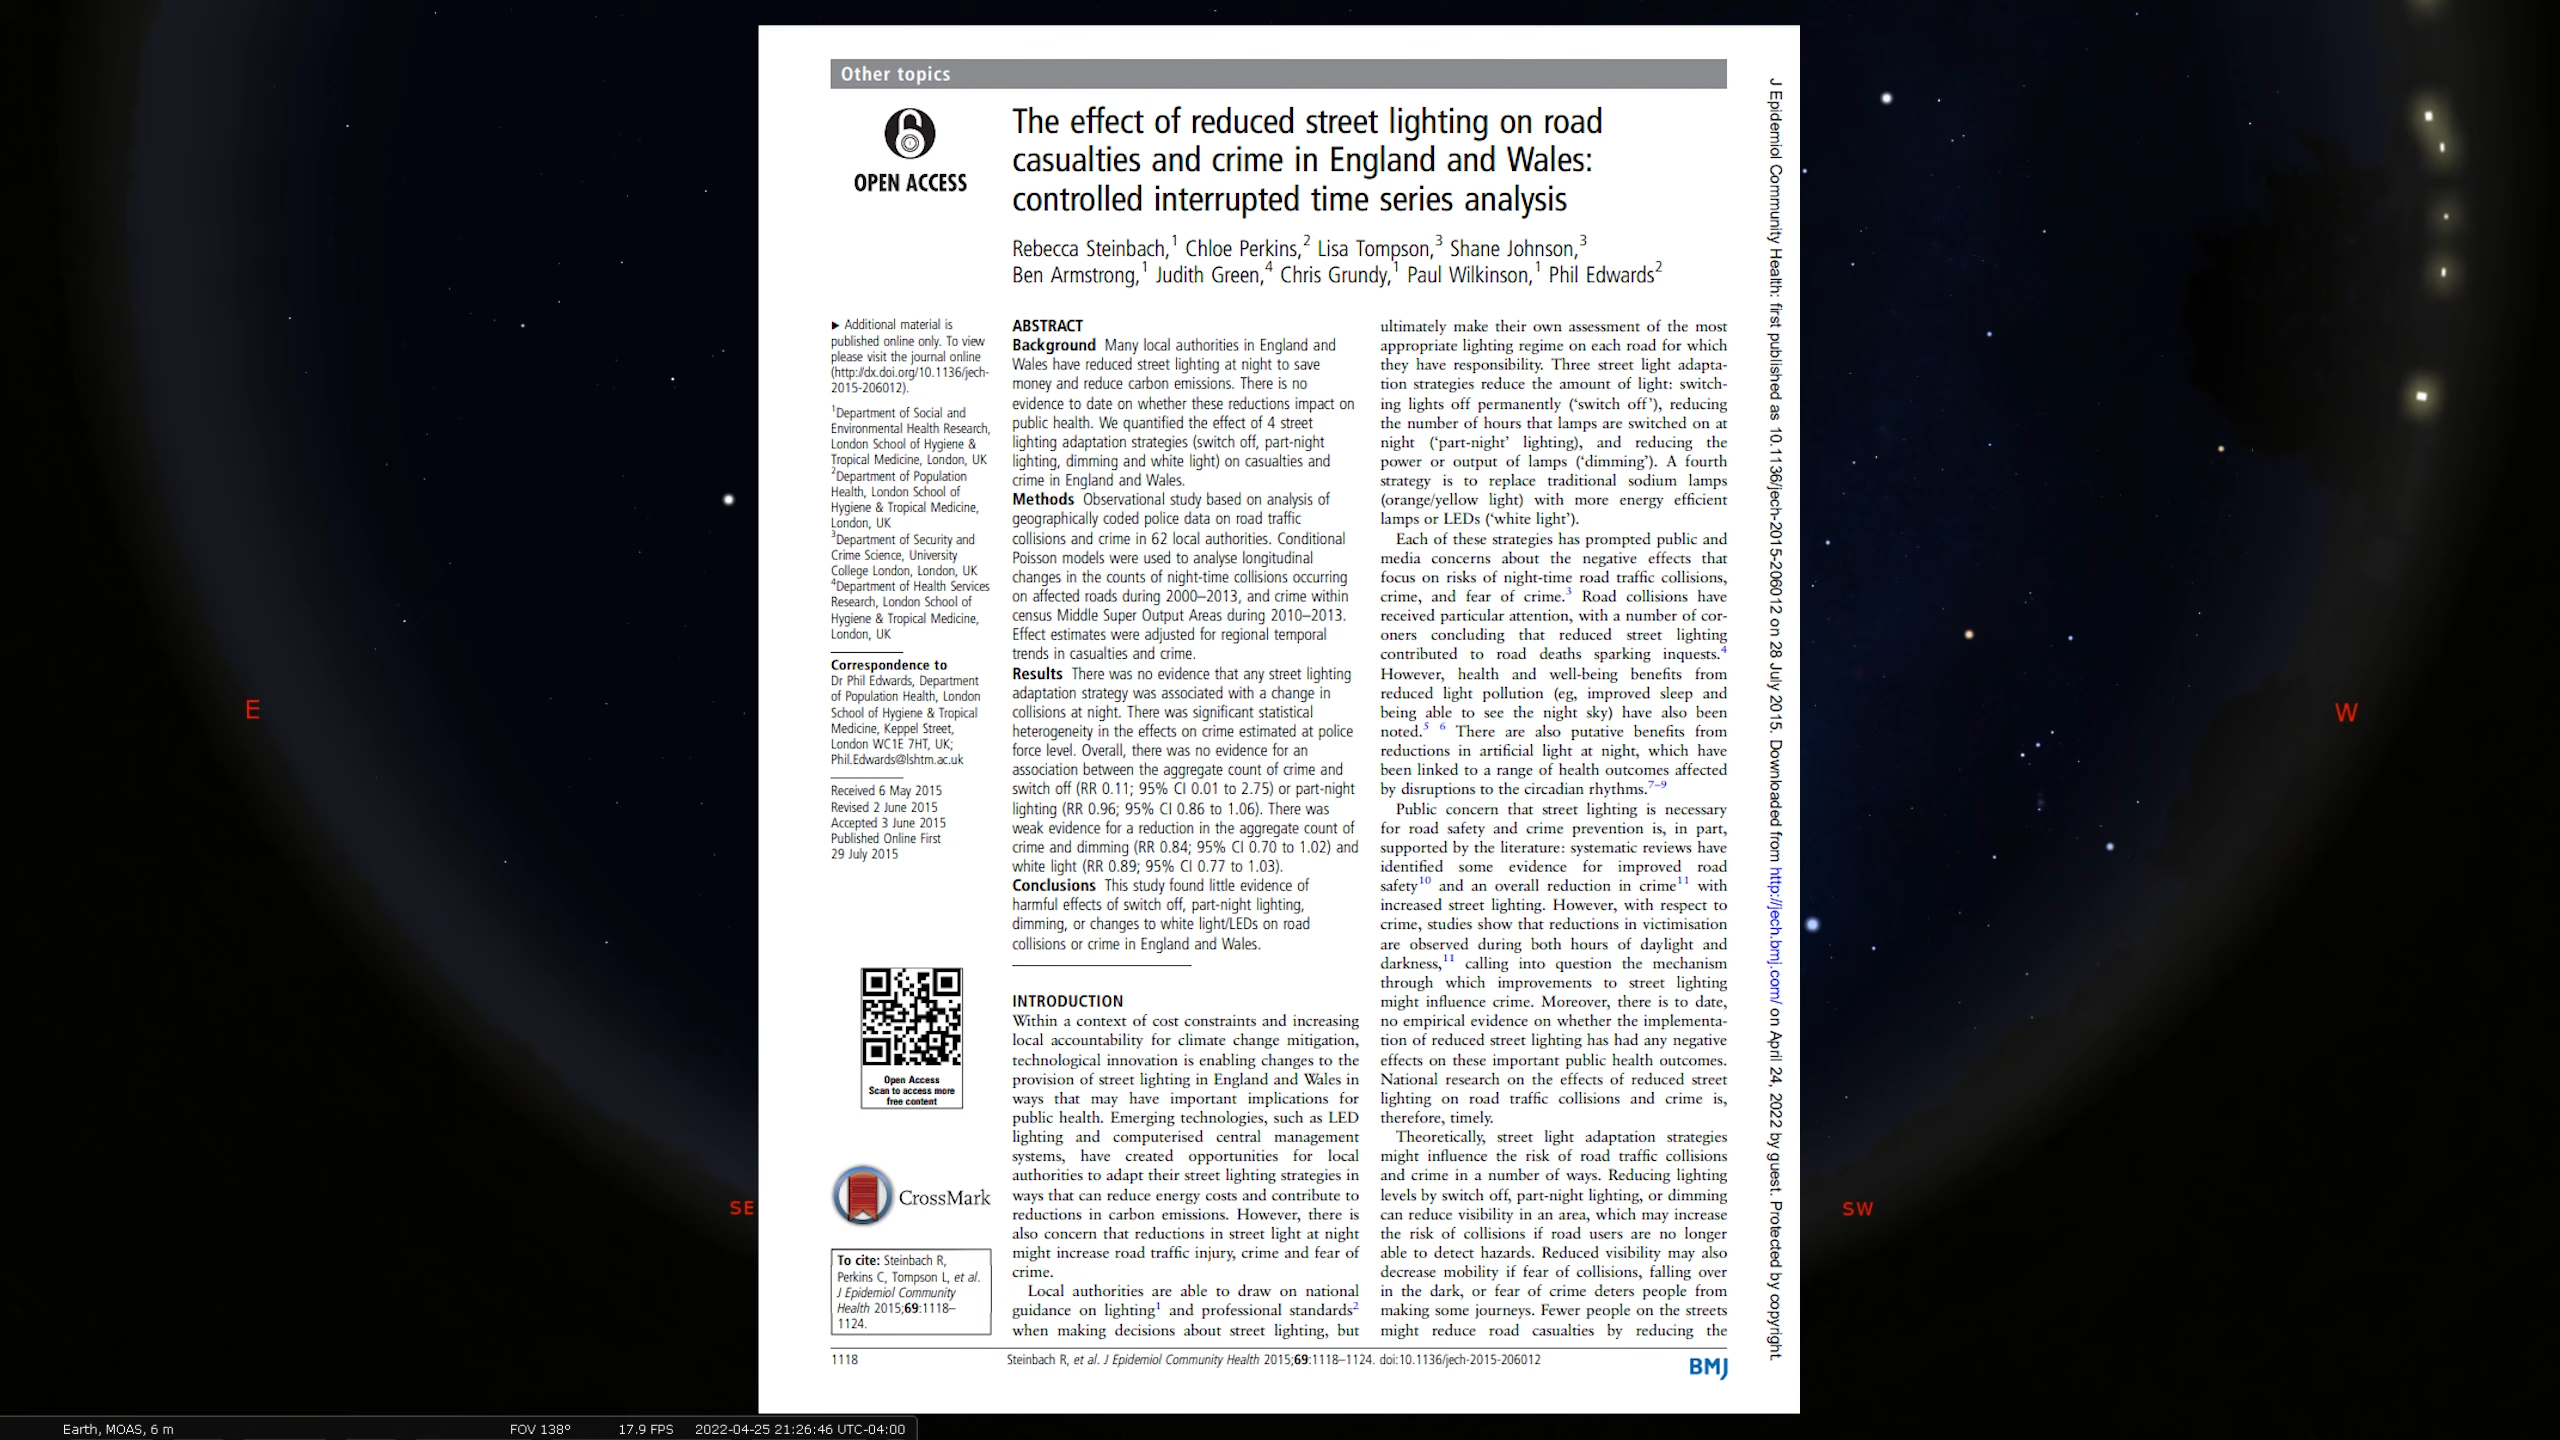 Other topics
OPEN ACCESS
The effect of reduced street lighting on road
casualties and crime in England and Wales:
controlled interrupted time series analysis
Rebecca Steinbach,1 Chloe Perkins,2 Lisa Tompson,3 Shane Johnson,3
Ben Armstrong,1 Judith Green,4 Chris Grundy,1 Paul Wilkinson,1 Phil Edwards2
▶ Additional material is
published online only. To view
please visit the journal online
(http://dx.doi.org/10.1136/jech-
2015-206012).
1Department of Social and
Environmental Health Research,
London School of Hygiene &
Tropical Medicine, London, UK
2Department of Population
Health, London School of
Hygiene & Tropical Medicine,
London, UK
3Department of Security and
Crime Science, University
College London, London, UK
4Department of Health Services
Research, London School of
Hygiene & Tropical Medicine,
London, UK
Correspondence to
Dr Phil Edwards, Department
of Population Health, London
School of Hygiene & Tropical
Medicine, Keppel Street,
London WC1E 7HT, UK;
Phil.Edwards@lshtm.ac.uk
Received 6 May 2015
Revised 2 June 2015
Accepted 3 June 2015
Published Online First
29 July 2015
Open Access
Scan to access more
free content
CrossMark
To cite: Steinbach R,
Perkins C, Tompson L, et al.
J Epidemiol Community
Health 2015;69:1118–
1124.
ABSTRACT
Background Many local authorities in England and
Wales have reduced street lighting at night to save
money and reduce carbon emissions. There is no
evidence to date on whether these reductions impact on
public health. We quantified the effect of 4 street
lighting adaptation strategies (switch off, part-night
lighting, dimming and white light) on casualties and
crime in England and Wales.
Methods Observational study based on analysis of
geographically coded police data on road traffic
collisions and crime in 62 local authorities. Conditional
Poisson models were used to analyse longitudinal
changes in the counts of night-time collisions occurring
on affected roads during 2000–2013, and crime within
census Middle Super Output Areas during 2010–2013.
Effect estimates were adjusted for regional temporal
trends in casualties and crime.
Results There was no evidence that any street lighting
adaptation strategy was associated with a change in
collisions at night. There was significant statistical
heterogeneity in the effects on crime estimated at police
force level. Overall, there was no evidence for an
association between the aggregate count of crime and
switch off (RR 0.11; 95% CI 0.01 to 2.75) or part-night
lighting (RR 0.96; 95% CI 0.86 to 1.06). There was
weak evidence for a reduction in the aggregate count of
crime and dimming (RR 0.84; 95% CI 0.70 to 1.02) and
white light (RR 0.89; 95% CI 0.77 to 1.03).
Conclusions This study found little evidence of
harmful effects of switch off, part-night lighting,
dimming, or changes to white light/LEDs on road
collisions or crime in England and Wales.
INTRODUCTION
Within a context of cost constraints and increasing
local accountability for climate change mitigation,
technological innovation is enabling changes to the
provision of street lighting in England and Wales in
ways that may have important implications for
public health. Emerging technologies, such as LED
lighting and computerised central management
systems, have created opportunities for local
authorities to adapt their street lighting strategies in
ways that can reduce energy costs and contribute to
reductions in carbon emissions. However, there is
also concern that reductions in street light at night
might increase road traffic injury, crime and fear of
crime.
Local authorities are able to draw on national
guidance on lighting1 and professional standards2
when making decisions about street lighting, but
ultimately make their own assessment of the most
appropriate lighting regime on each road for which
they have responsibility. Three street light adapta-
tion strategies reduce the amount of light: switch-
ing lights off permanently (‘switch off’), reducing
the number of hours that lamps are switched on at
night (‘part-night’ lighting), and reducing the
power or output of lamps (‘dimming’). A fourth
strategy is to replace traditional sodium lamps
(orange/yellow light) with more energy efficient
lamps or LEDs (‘white light’).
Each of these strategies has prompted public and
media concerns about the negative effects that
focus on risks of night-time road traffic collisions,
crime, and fear of crime.3 Road collisions have
received particular attention, with a number of cor-
oners concluding that reduced street lighting
contributed to road deaths sparking inquests.4
However, health and well-being benefits from
reduced light pollution (eg, improved sleep and
being able to see the night sky) have also been
noted.5 6 There are also putative benefits from
reductions in artificial light at night, which have
been linked to a range of health outcomes affected
by disruptions to the circadian rhythms.7–9
Public concern that street lighting is necessary
for road safety and crime prevention is, in part,
supported by the literature: systematic reviews have
identified some evidence for improved road
safety10 and an overall reduction in crime11 with
increased street lighting. However, with respect to
crime, studies show that reductions in victimisation
are observed during both hours of daylight and
darkness,11 calling into question the mechanism
through which improvements to street lighting
might influence crime. Moreover, there is to date,
no empirical evidence on whether the implementa-
tion of reduced street lighting has had any negative
effects on these important public health outcomes.
National research on the effects of reduced street
lighting on road traffic collisions and crime is,
therefore, timely.
Theoretically, street light adaptation strategies
might influence the risk of road traffic collisions
and crime in a number of ways. Reducing lighting
levels by switch off, part-night lighting, or dimming
can reduce visibility in an area, which may increase
the risk of collisions if road users are no longer
able to detect hazards. Reduced visibility may also
decrease mobility if fear of collisions, falling over
in the dark, or fear of crime deters people from
making some journeys. Fewer people on the streets
might reduce road casualties by reducing the
1118
Steinbach R, et al. J Epidemiol Community Health 2015;69:1118–1124. doi:10.1136/jech-2015-206012
BMJ
J Epidemiol Community Health: first published as 10.1136/jech-2015-206012 on 28 July 2015. Downloaded from http://jech.bmj.com/ on April 24, 2022 by guest. Protected by copyright.
E
W
SE
SW
Earth, MOAS, 6 m
FOV 138°
17.9 FPS
2022-04-25 21:26:46 UTC-04:00